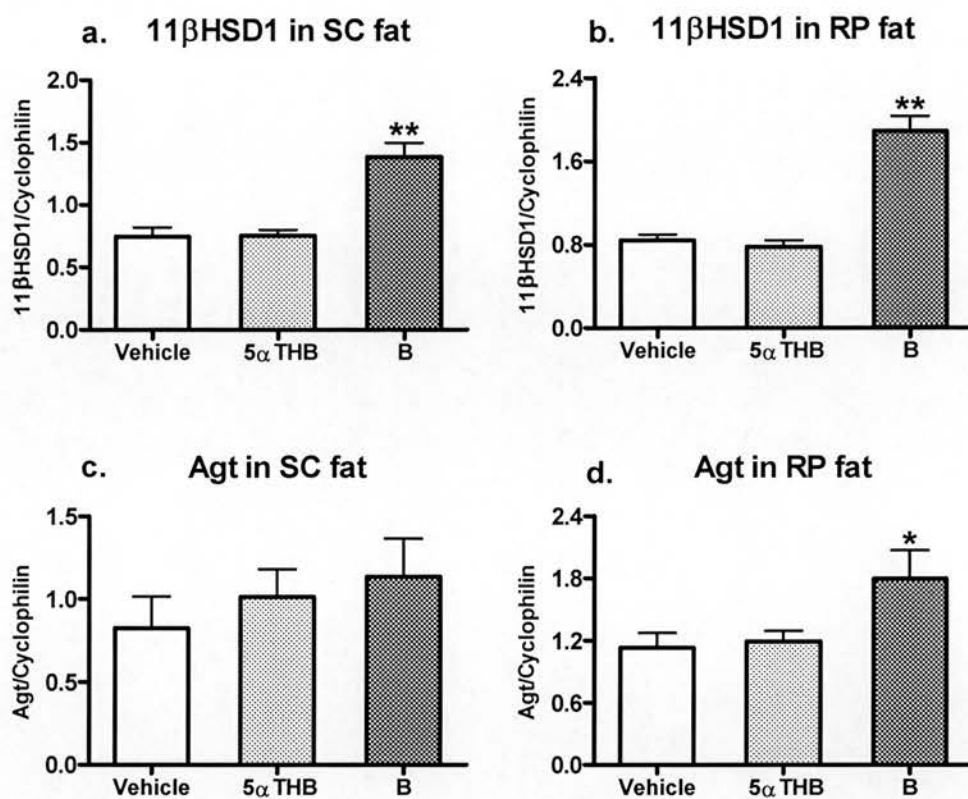 a. 11βHSD1 in SC fat
11βHSD1/Cyclophilin
2.0
1.5
1.0
0.5
0.0
**
Vehicle 5α THB B
b. 11βHSD1 in RP fat
11βHSD1/Cyclophilin
2.4
1.6
0.8
0.0
**
Vehicle 5α THB B
c. Agt in SC fat
Agt/Cyclophilin
1.5
1.0
0.5
0.0
Vehicle 5α THB B
d. Agt in RP fat
Agt/Cyclophilin
2.4
1.8
1.2
0.6
0.0
*
Vehicle 5α THB B